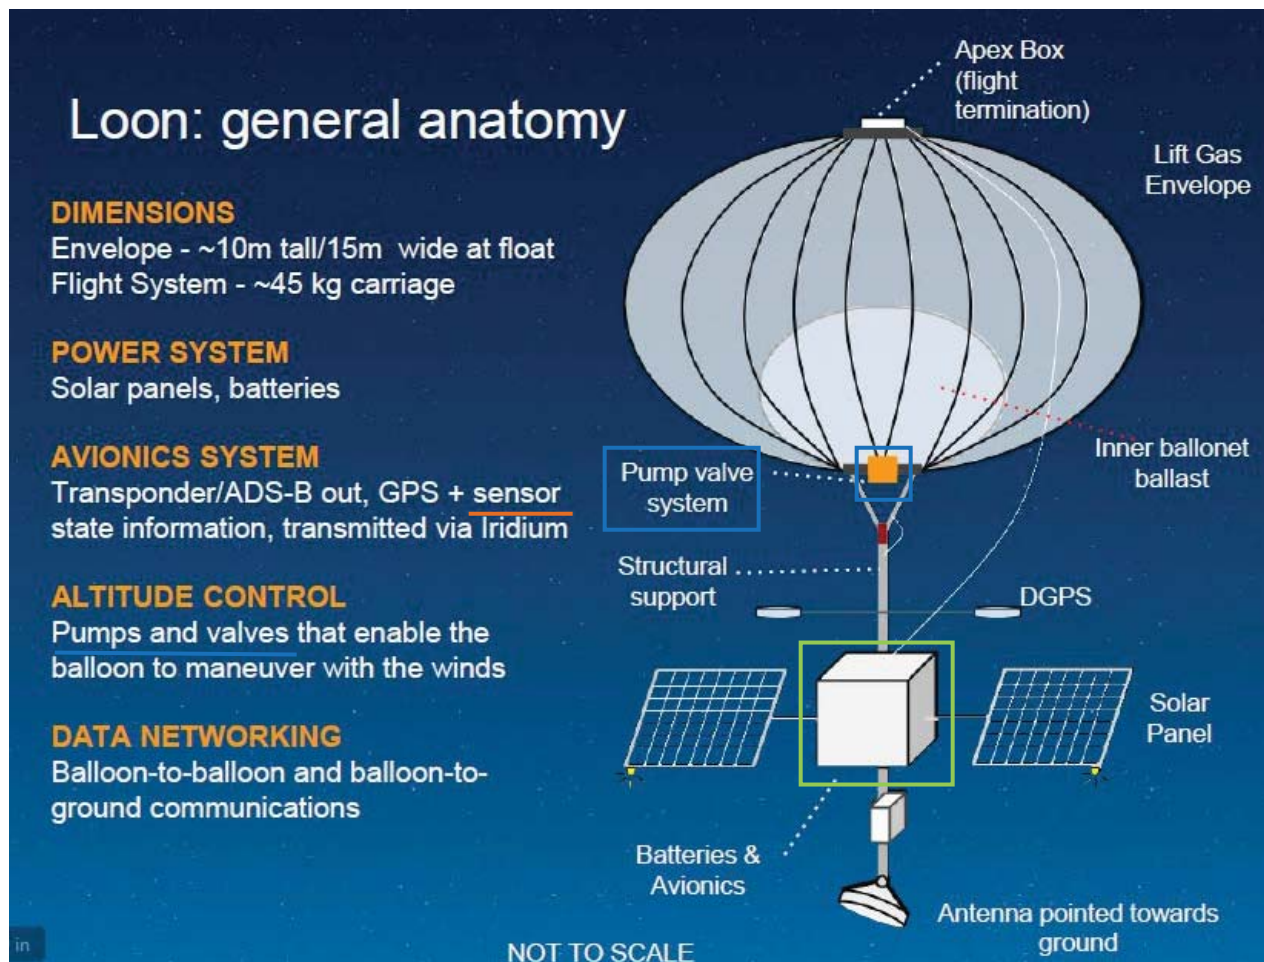 Loon: general anatomy
DIMENSIONS
Envelope - ~10m tall/15m wide at float
Flight System - ~45 kg carriage
POWER SYSTEM
Solar panels, batteries
AVIONICS SYSTEM
Transponder/ADS-B out, GPS + sensor
state information, transmitted via Iridium
ALTITUDE CONTROL
Pumps and valves that enable the
balloon to maneuver with the winds
DATA NETWORKING
Balloon-to-balloon and balloon-to-
ground communications
Apex Box
(flight
termination)
Lift Gas
Envelope
Inner ballonet
ballast
Pump valve
system
Structural
support
DGPS
Solar
Panel
Batteries &
Avionics
Antenna pointed towards
ground
NOT TO SCALE
in